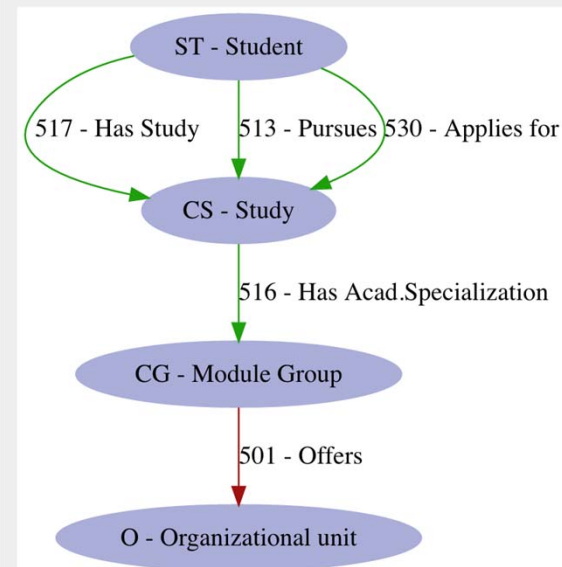 ST - Student
517 - Has Study
513 - Pursues
530 - Applies for
CS - Study
516 - Has Acad.Specialization
CG - Module Group
501 - Offers
O - Organizational unit